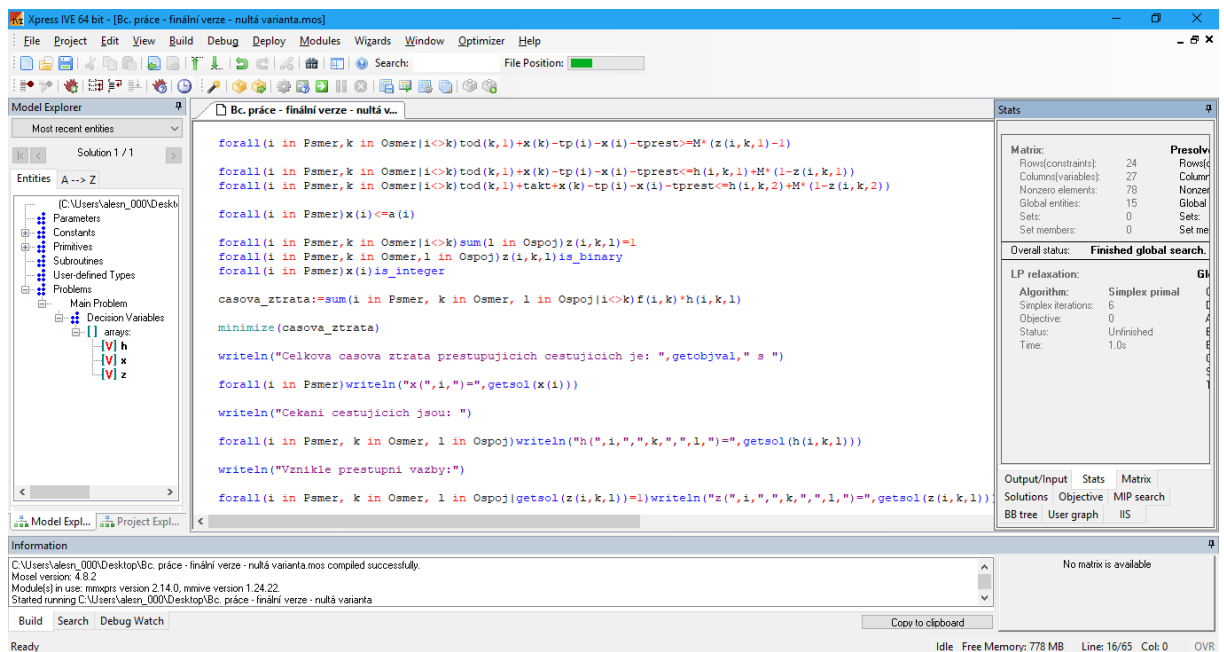 Xpress IVE 64 bit - [Bc. práce - finální verze - nultá varianta.mos]
File Project Edit View Build Debug Deploy Modules Wizards Window Optimizer Help
Search: File Position:
Model Explorer
Most recent entities
Solution 1 / 1
Entities A --> Z
(C:\Users\alesn_000\Deskt
Parameters
Constants
Primitives
Subroutines
User-defined Types
Problems
Main Problem
Decision Variables
arrays:
[V] h
[V] x
[V] z
Model Expl... Project Expl...
Bc. práce - finální verze - nultá v...
forall(i in Psmer,k in Osmer|i<>k)tod(k,1)+x(k)-tp(i)-x(i)-tprest>=M*(z(i,k,1)-1)
forall(i in Psmer,k in Osmer|i<>k)tod(k,1)+x(k)-tp(i)-x(i)-tprest<=h(i,k,1)+M*(1-z(i,k,1))
forall(i in Psmer,k in Osmer|i<>k)tod(k,1)+takt+x(k)-tp(i)-x(i)-tprest<=h(i,k,2)+M*(1-z(i,k,2))
forall(i in Psmer)x(i)<=a(i)
forall(i in Psmer,k in Osmer|i<>k)sum(l in Ospoj)z(i,k,l)=1
forall(i in Psmer,k in Osmer,l in Ospoj)z(i,k,l)is_binary
forall(i in Psmer)x(i)is_integer
casova_ztrata:=sum(i in Psmer, k in Osmer, l in Ospoj|i<>k)f(i,k)*h(i,k,l)
minimize(casova_ztrata)
writeln("Celkova casova ztrata prestupujicich cestujicich je: ",getobjval," s ")
forall(i in Psmer)writeln("x(",i,")=",getsol(x(i)))
writeln("Cekani cestujicich jsou: ")
forall(i in Psmer, k in Osmer, l in Ospoj)writeln("h(",i,",",k,",",l,")=",getsol(h(i,k,l)))
writeln("Vznikle prestupni vazby:")
forall(i in Psmer, k in Osmer, l in Ospoj|getsol(z(i,k,l))=1)writeln("z(",i,",",k,",",l,")=",getsol(z(i,k,l)))
Stats
Matrix: Presolv
Rows(constraints): 24 Rows(c
Columns(variables): 27 Column
Nonzero elements: 78 Nonzer
Global entities: 15 Global
Sets: 0 Sets:
Set members: 0 Set me
Overall status: Finished global search.
LP relaxation: Gl
Algorithm: Simplex primal
Simplex iterations: 6
Objective: 0
Status: Unfinished
Time: 1.0s
Output/Input Stats Matrix
Solutions Objective MIP search
BB tree User graph IIS
Information
C:\Users\alesn_000\Desktop\Bc. práce - finální verze - nultá varianta.mos compiled successfully.
Mosel version: 4.8.2
Module(s) in use: mmxprs version 2.14.0, mmive version 1.24.22.
Started running C:\Users\alesn_000\Desktop\Bc. práce - finální verze - nultá varianta
No matrix is available
Build Search Debug Watch
Copy to clipboard
Ready
Idle Free Memory: 778 MB Line: 16/65 Col: 0 OVR